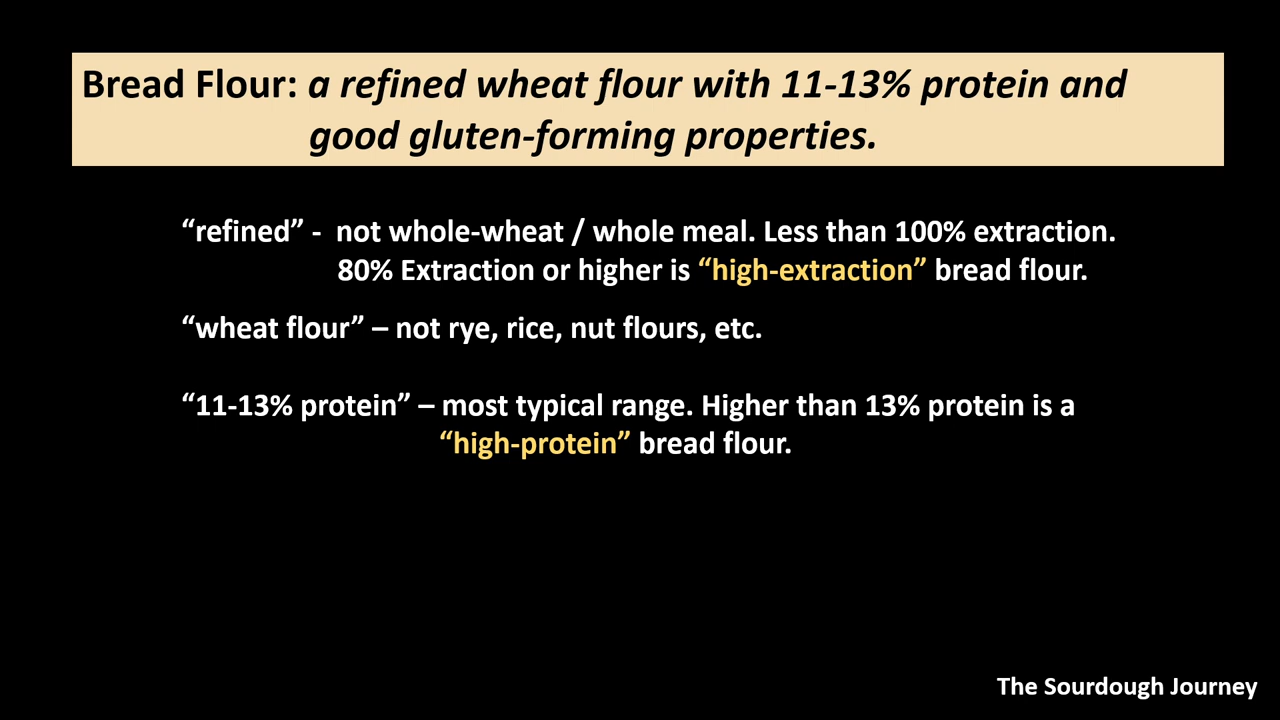 Bread Flour: a refined wheat flour with 11-13% protein and
good gluten-forming properties.
“refined” - not whole-wheat / whole meal. Less than 100% extraction.
80% Extraction or higher is “high-extraction” bread flour.
“wheat flour” – not rye, rice, nut flours, etc.
“11-13% protein” – most typical range. Higher than 13% protein is a
“high-protein” bread flour.
The Sourdough Journey